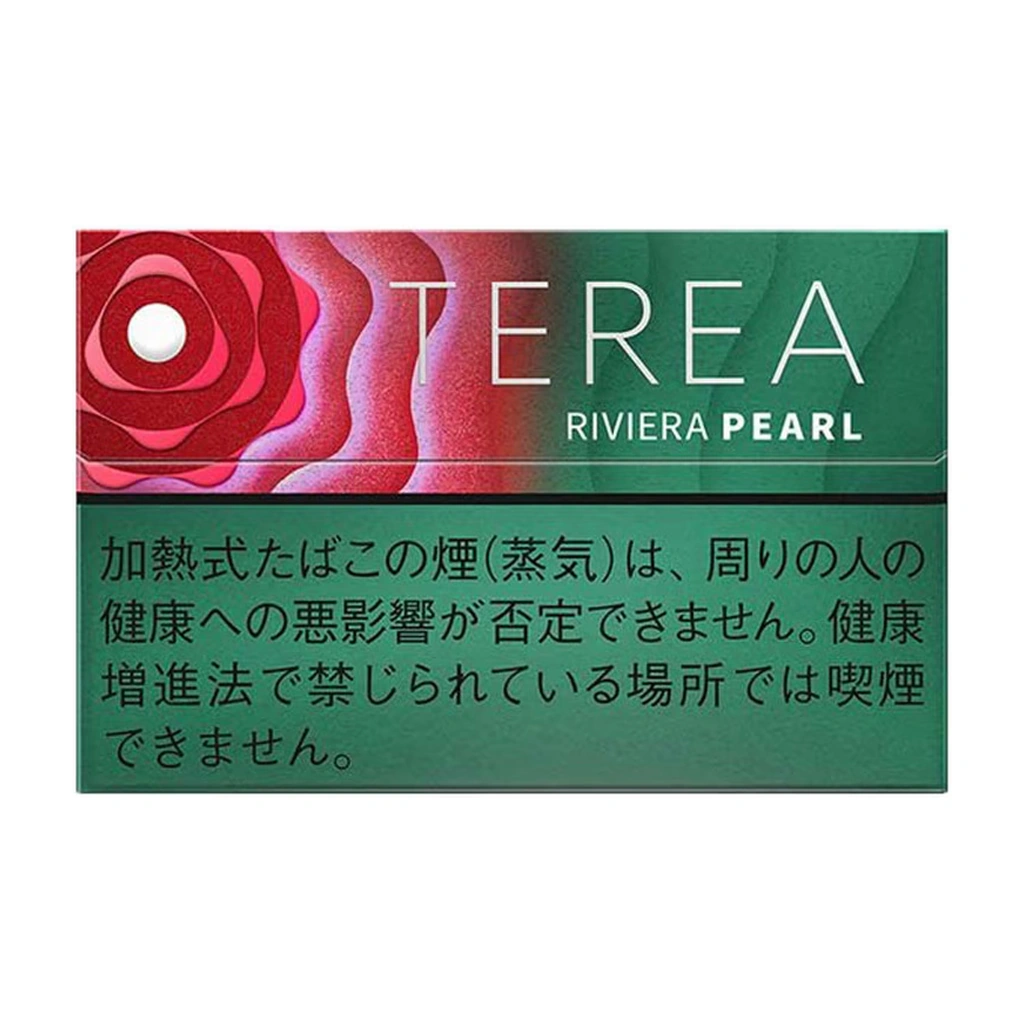 TEREA
RIVIERA PEARL
加熱式たばこの煙(蒸気)は、周りの人の
健康への悪影響が否定できません。健康
増進法で禁じられている場所では喫煙
できません。